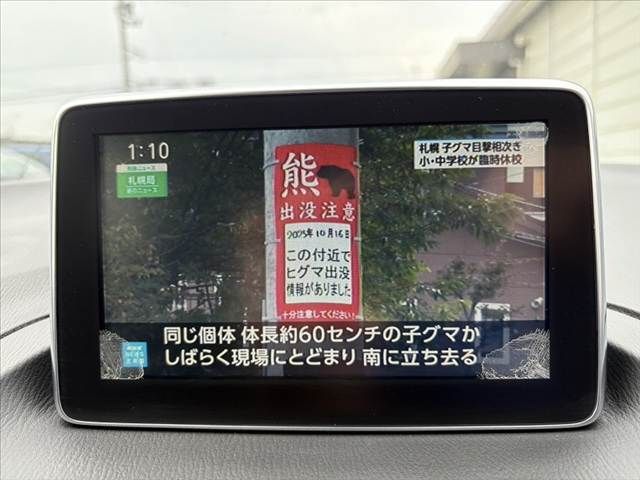 1:10
札幌局
札幌 子グマ目撃相次ぎ
小・中学校が臨時休校
熊
出没注意
2025年10月16日
この付近で
ヒグマ出没
情報がありました
十分注意してください!
同じ個体 体長約60センチの子グマか
しばらく現場にとどまり 南に立ち去る